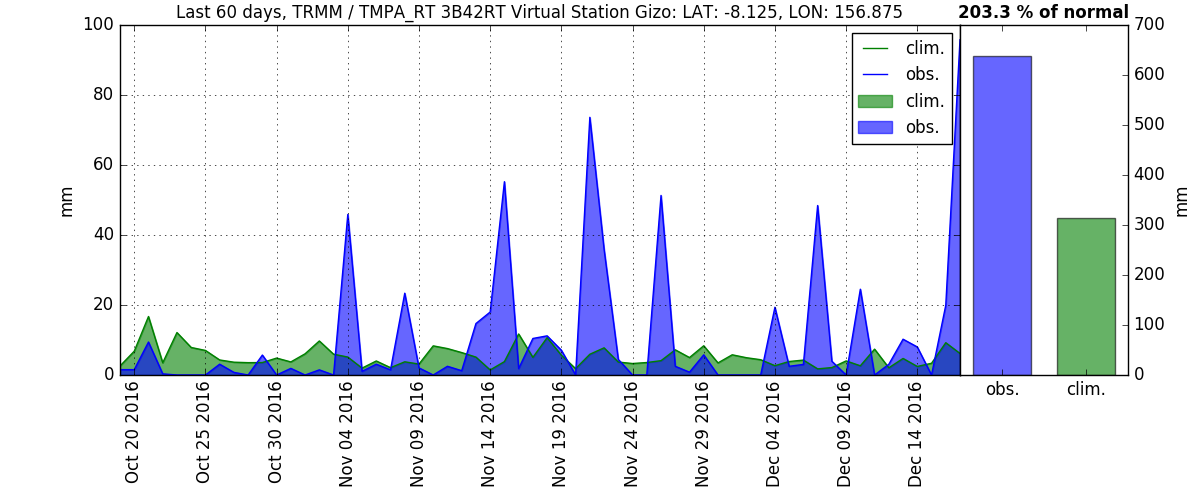 Last 60 days, TRMM / TMPA_RT 3B42RT Virtual Station Gizo: LAT: -8.125, LON: 156.875
203.3 % of normal
100
80
60
40
20
0
mm
clim.
obs.
clim.
obs.
700
600
500
400
300
200
100
0
mm
obs.
clim.
Oct 20 2016
Oct 25 2016
Oct 30 2016
Nov 04 2016
Nov 09 2016
Nov 14 2016
Nov 19 2016
Nov 24 2016
Nov 29 2016
Dec 04 2016
Dec 09 2016
Dec 14 2016